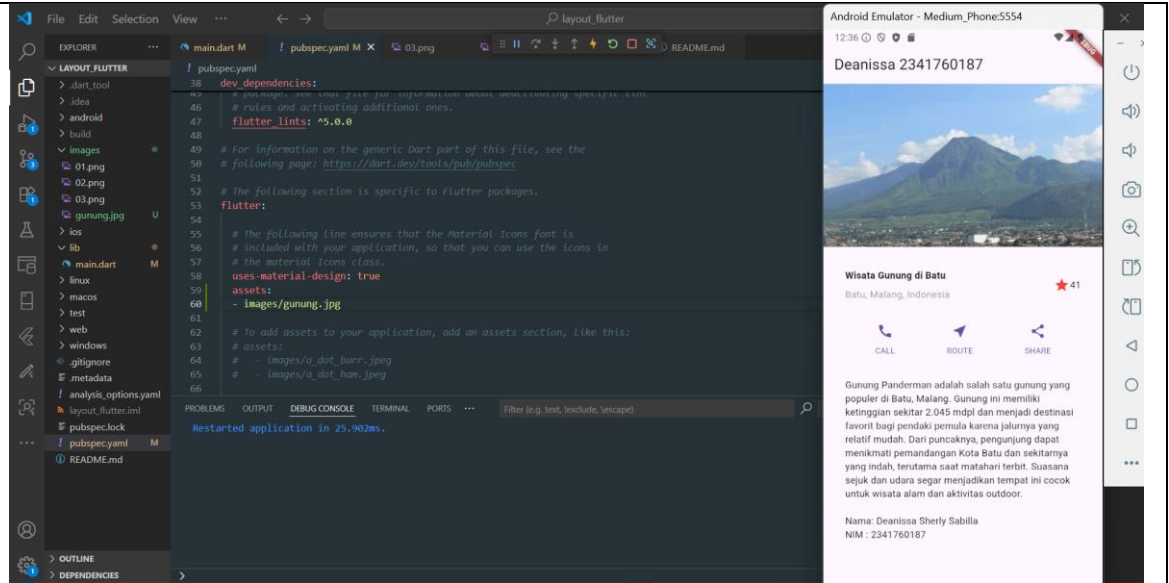 File Edit Selection View ··· layout_flutter
EXPLORER ···
LAYOUT_FLUTTER
.dart_tool
.idea
android
build
images
01.png
02.png
03.png
gunung.jpg U
ios
lib
main.dart M
linux
macos
test
web
windows
.gitignore
.metadata
analysis_options.yaml
layout_flutter.iml
pubspec.lock
pubspec.yaml M
README.md
OUTLINE
DEPENDENCIES
main.dart M pubspec.yaml M 03.png README.md
pubspec.yaml
38 dev_dependencies:
45 # package. See that file for information about deactivating specific lint
46 # rules and activating additional ones.
47 flutter_lints: ^5.0.0
48
49 # For information on the generic Dart part of this file, see the
50 # following page: https://dart.dev/tools/pub/pubspec
51
52 # The following section is specific to Flutter packages.
53 flutter:
54
55 # The following line ensures that the Material Icons font is
56 # included with your application, so that you can use the icons in
57 # the material Icons class.
58 uses-material-design: true
59 assets:
60 - images/gunung.jpg
61
62 # To add assets to your application, add an assets section, like this:
63 # assets:
64 # - images/a_dot_burr.jpeg
65 # - images/a_dot_ham.jpeg
66
PROBLEMS OUTPUT DEBUG CONSOLE TERMINAL PORTS ··· Filter (e.g. text, !exclude, \escape)
Restarted application in 25.902ms.
Android Emulator - Medium_Phone:5554
12:36
DEBUG
Deanissa 2341760187
Wisata Gunung di Batu
Batu, Malang, Indonesia
41
CALL ROUTE SHARE
Gunung Panderman adalah salah satu gunung yang
populer di Batu, Malang. Gunung ini memiliki
ketinggian sekitar 2.045 mdpl dan menjadi destinasi
favorit bagi pendaki pemula karena jalurnya yang
relatif mudah. Dari puncaknya, pengunjung dapat
menikmati pemandangan Kota Batu dan sekitarnya
yang indah, terutama saat matahari terbit. Suasana
sejuk dan udara segar menjadikan tempat ini cocok
untuk wisata alam dan aktivitas outdoor.
Nama: Deanissa Sherly Sabilla
NIM : 2341760187